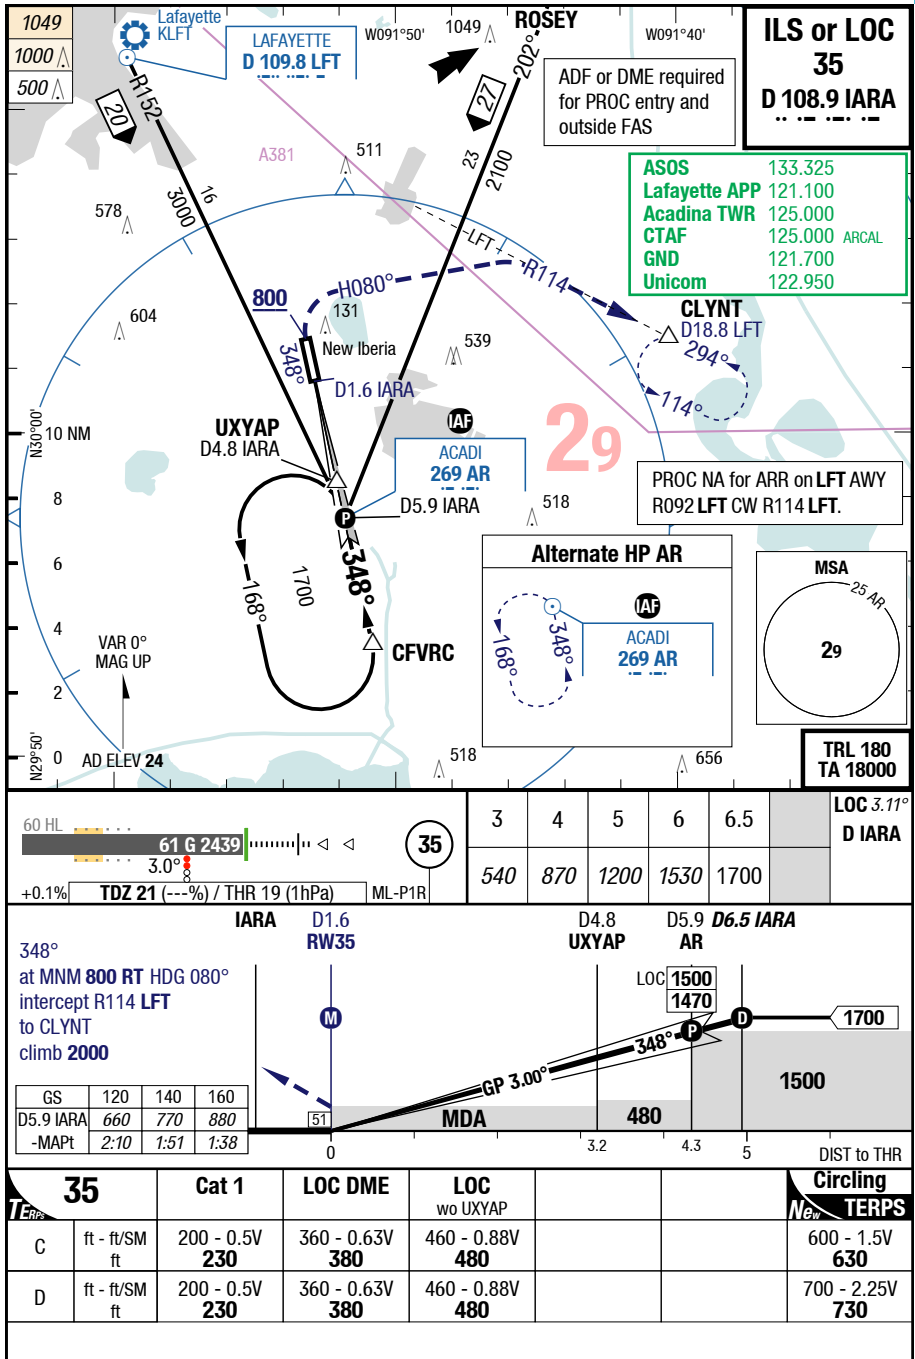 1049
1000
500
Lafayette
KLFT
LAFAYETTE
D 109.8 LFT
W091°50'
1049
ROSEY
W091°40'
ILS or LOC
35
D 108.9 IARA
ADF or DME required
for PROC entry and
outside FAS
R152
20
27
202°
A381
511
23
2100
16
3000
578
ASOS 133.325
Lafayette APP 121.100
Acadina TWR 125.000
CTAF 125.000 ARCAL
GND 121.700
Unicom 122.950
LFT
R114
H080°
800
131
604
New Iberia
348°
539
D1.6 IARA
CLYNT
D18.8 LFT
294°
114°
N30°00'
10 NM
UXYAP
D4.8 IARA
IAF
ACADI
269 AR
29
D5.9 IARA
P
518
PROC NA for ARR on LFT AWY
R092 LFT CW R114 LFT.
8
6
4
2
0
348°
1700
168°
CFVRC
Alternate HP AR
IAF
ACADI
269 AR
348°
168°
MSA
25 AR
29
VAR 0°
MAG UP
N29°50'
AD ELEV 24
518
656
TRL 180
TA 18000
60 HL
61 G 2439
3.0°
35
+0.1%
TDZ 21 (---%) / THR 19 (1hPa)
ML-P1R
3 4 5 6 6.5
LOC 3.11°
D IARA
540 870 1200 1530 1700
IARA D1.6 D4.8 D5.9 D6.5 IARA
RW35 UXYAP AR
348°
at MNM 800 RT HDG 080°
intercept R114 LFT
to CLYNT
climb 2000
M
LOC 1500
1470
P
D
1700
348°
GP 3.00°
1500
MDA
480
51
GS 120 140 160
D5.9 IARA 660 770 880
-MAPt 2:10 1:51 1:38
0 3.2 4.3 5 DIST to THR
TERPs 35
Cat 1
LOC DME
LOC
wo UXYAP
Circling
New TERPS
C ft - ft/SM 200 - 0.5V 360 - 0.63V 460 - 0.88V 600 - 1.5V
ft 230 380 480 630
D ft - ft/SM 200 - 0.5V 360 - 0.63V 460 - 0.88V 700 - 2.25V
ft 230 380 480 730